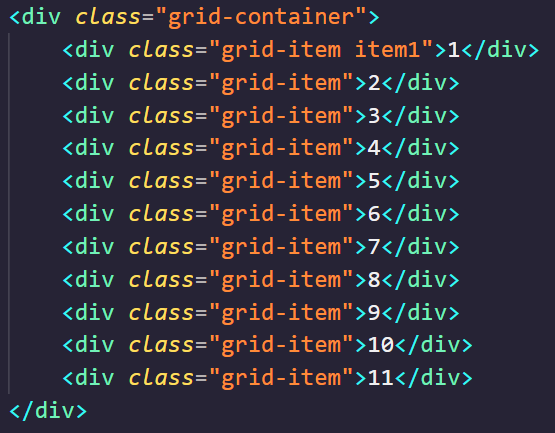 <div class="grid-container">
    <div class="grid-item item1">1</div>
    <div class="grid-item">2</div>
    <div class="grid-item">3</div>
    <div class="grid-item">4</div>
    <div class="grid-item">5</div>
    <div class="grid-item">6</div>
    <div class="grid-item">7</div>
    <div class="grid-item">8</div>
    <div class="grid-item">9</div>
    <div class="grid-item">10</div>
    <div class="grid-item">11</div>
</div>